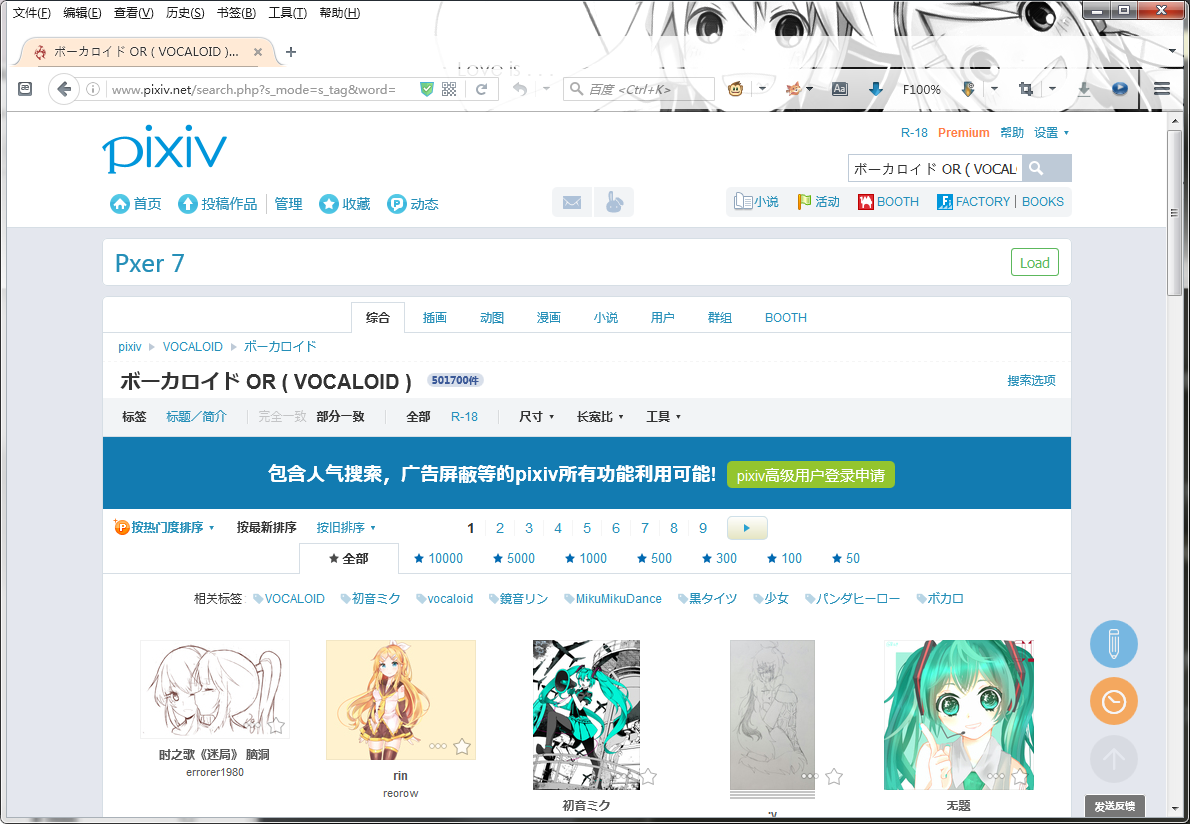 文件(F) 编辑(E) 查看(V) 历史(S) 书签(B) 工具(T) 帮助(H)
ボーカロイド OR ( VOCALOID )...
Love is . . .
www.pixiv.net/search.php?s_mode=s_tag&word=
百度 <Ctrl+K>
F100%
pixiv
R-18 Premium 帮助 设置
ボーカロイド OR ( VOCAL
首页 投稿作品 管理 收藏 动态
小说 活动 BOOTH FACTORY BOOKS
Pxer 7
Load
综合 插画 动图 漫画 小说 用户 群组 BOOTH
pixiv VOCALOID ボーカロイド
ボーカロイド OR ( VOCALOID ) 501700件
搜索选项
标签 标题／简介 完全一致 部分一致 全部 R-18 尺寸 长宽比 工具
包含人气搜索，广告屏蔽等的pixiv所有功能利用可能! pixiv高级用户登录申请
按热门度排序 按最新排序 按旧排序 1 2 3 4 5 6 7 8 9
★ 全部 ★ 10000 ★ 5000 ★ 1000 ★ 500 ★ 300 ★ 100 ★ 50
相关标签 VOCALOID 初音ミク vocaloid 鏡音リン MikuMikuDance 黒タイツ 少女 パンダヒーロー ボカロ
时之歌《迷局》 脑洞
errorer1980
rin
reorow
初音ミク
无题
发送反馈